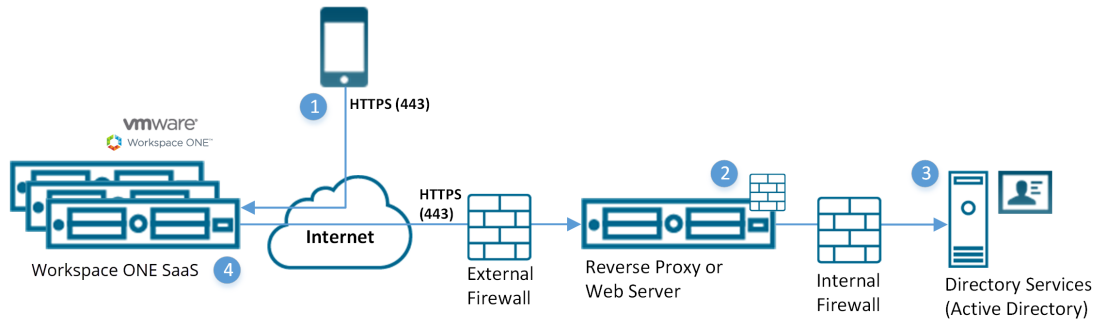 1
HTTPS (443)
vmware®
Workspace ONE™
2
3
HTTPS
(443)
Internet
Workspace ONE SaaS
4
External
Firewall
Reverse Proxy or
Web Server
Internal
Firewall
Directory Services
(Active Directory)